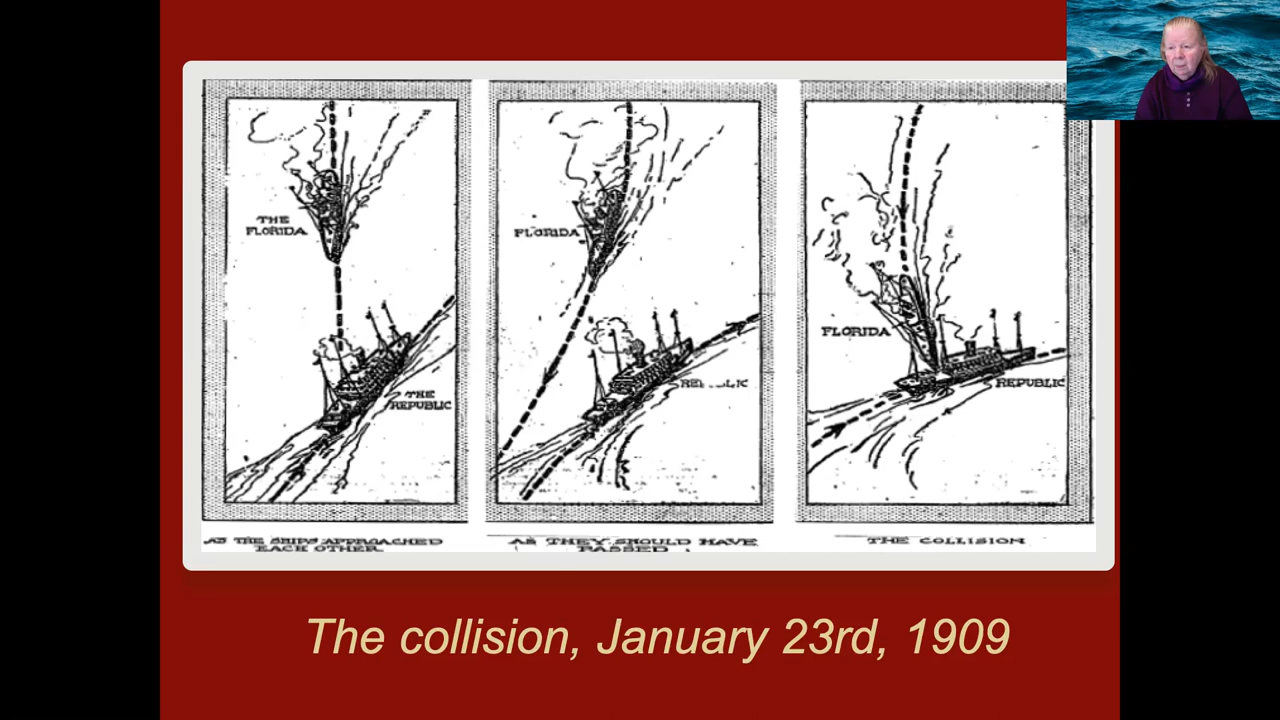 THE
FLORIDA
THE
REPUBLIC
AS THE SHIPS APPROACHED
EACH OTHER
FLORIDA
AS THEY SHOULD HAVE
PASSED
FLORIDA
REPUBLIC
THE COLLISION
The collision, January 23rd, 1909